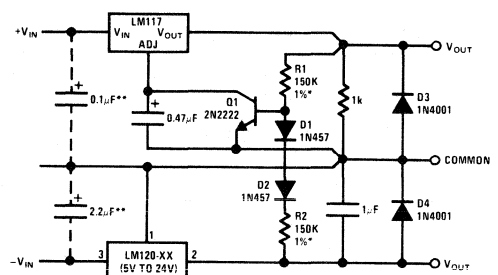 +VIN
LM117
VIN VOUT
ADJ
VOUT
R1
150K
1%*
+
0.1μF**
+
0.47μF
Q1
2N2222
D1
1N457
1k
D3
1N4001
COMMON
D2
1N457
+
2.2μF**
R2
150K
1%*
1μF
D4
1N4001
1
3
LM120-XX
(5V TO 24V)
2
-VIN
VOUT